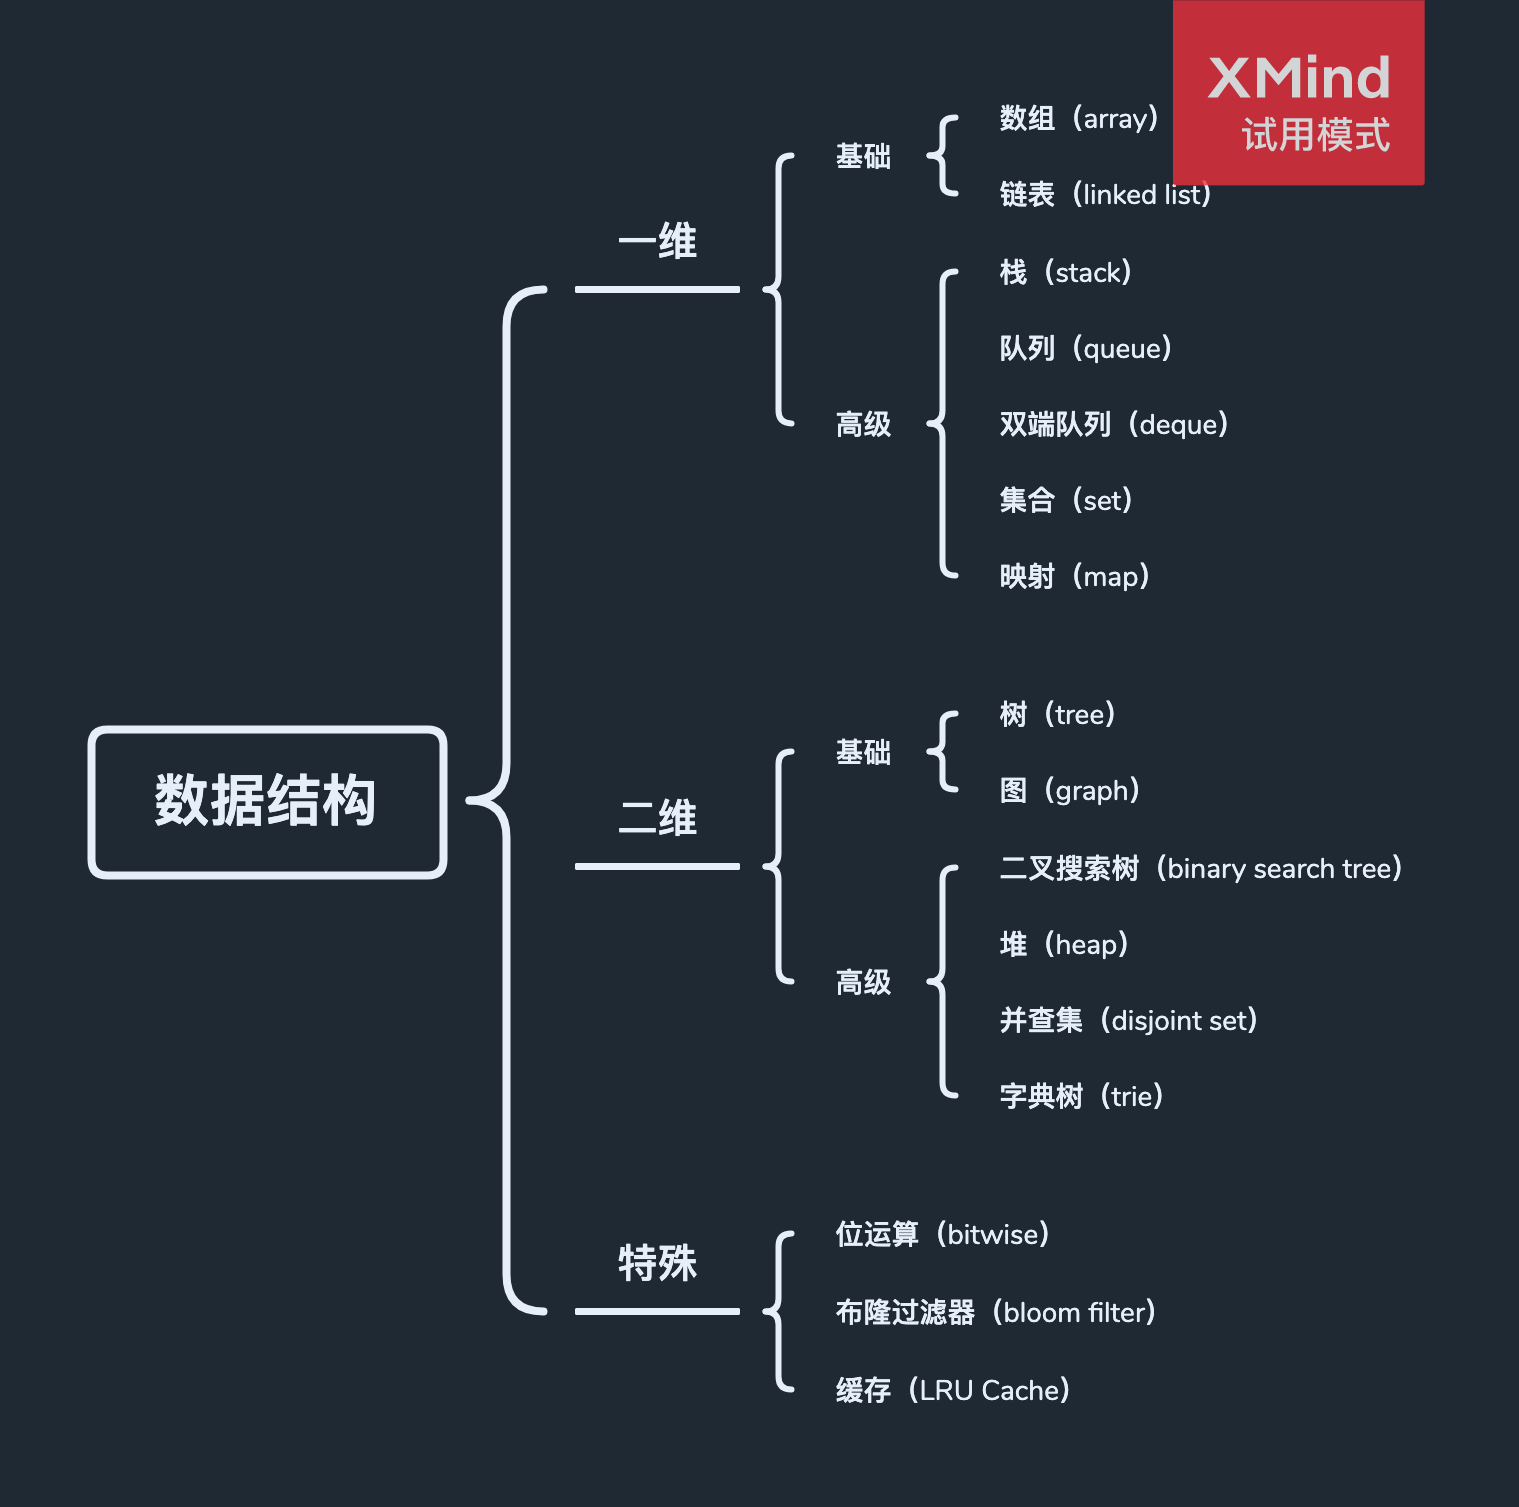 XMind
试用模式
数据结构
一维
基础
数组（array）
链表（linked list）
高级
栈（stack）
队列（queue）
双端队列（deque）
集合（set）
映射（map）
二维
基础
树（tree）
图（graph）
高级
二叉搜索树（binary search tree）
堆（heap）
并查集（disjoint set）
字典树（trie）
特殊
位运算（bitwise）
布隆过滤器（bloom filter）
缓存（LRU Cache）